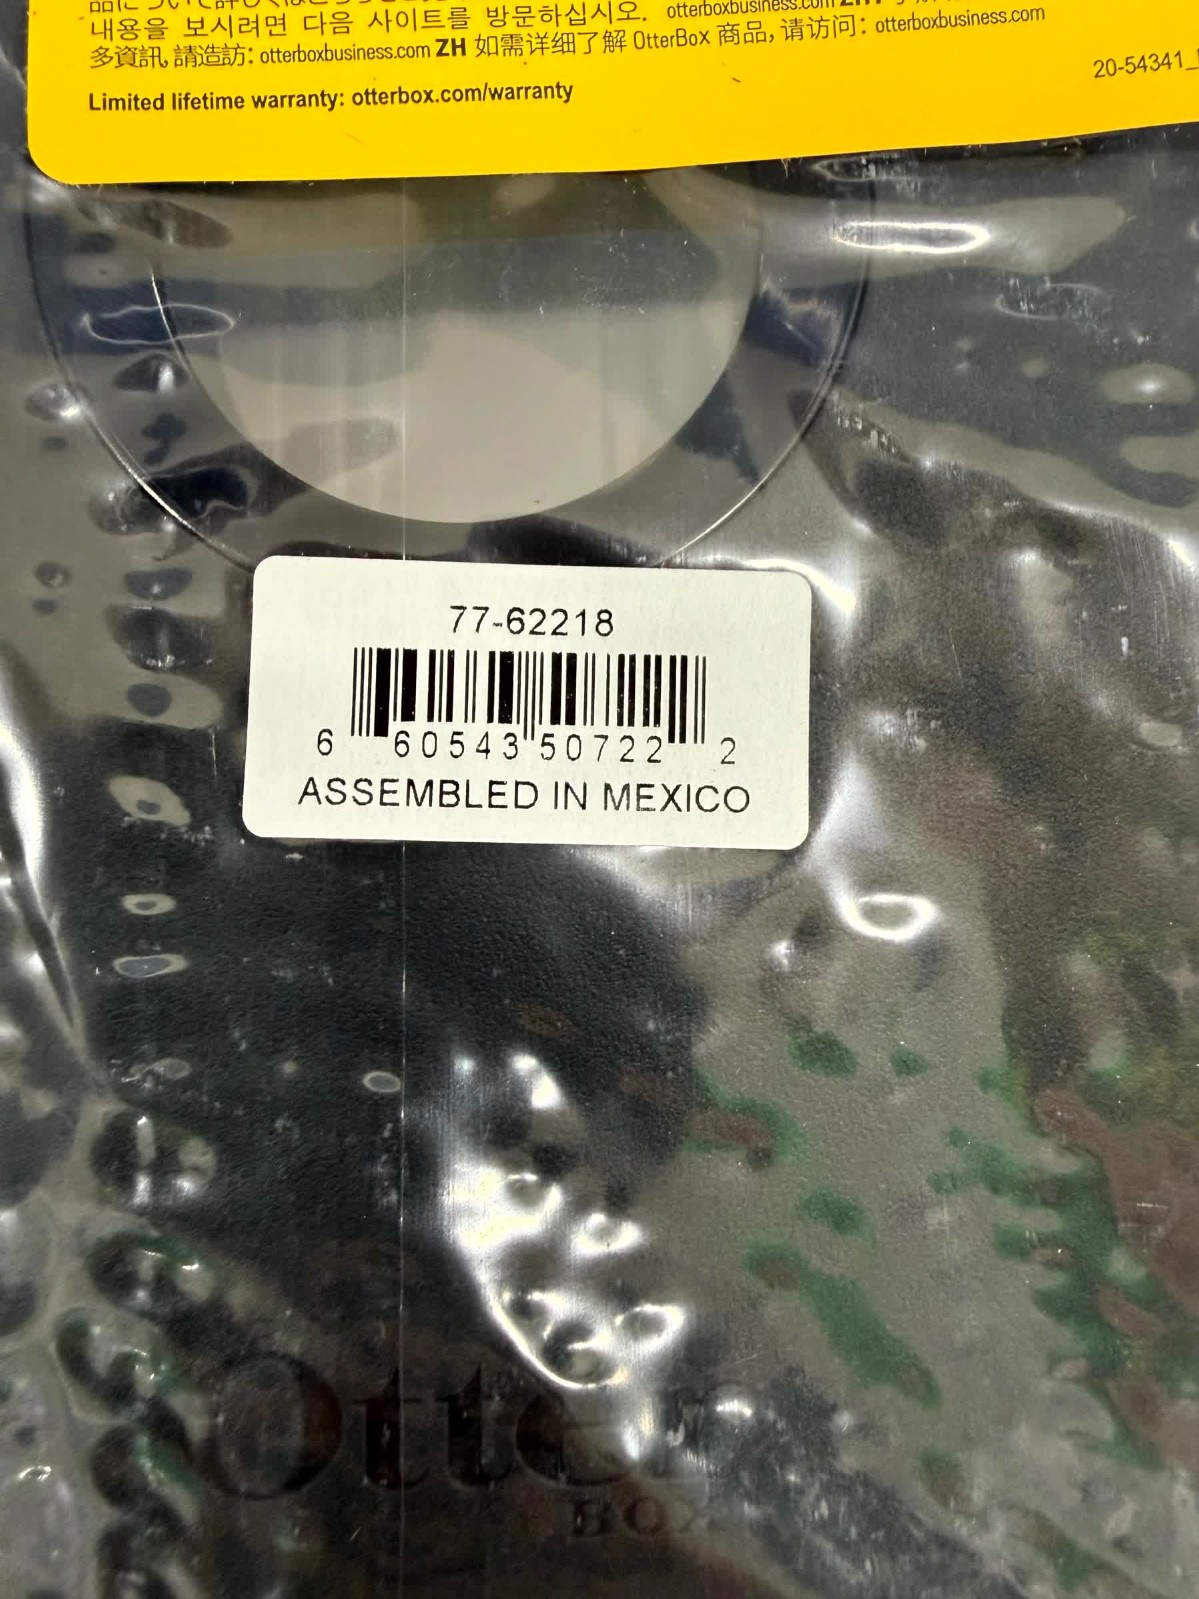 내용을 보시려면 다음 사이트를 방문하십시오. otterboxbusiness.com
多資訊, 請造訪: otterboxbusiness.com ZH 如需详细了解 OtterBox 商品, 请访问: otterboxbusiness.com
20-54341_
Limited lifetime warranty: otterbox.com/warranty
77-62218
6 60543 50722 2
ASSEMBLED IN MEXICO
Otter
BOX